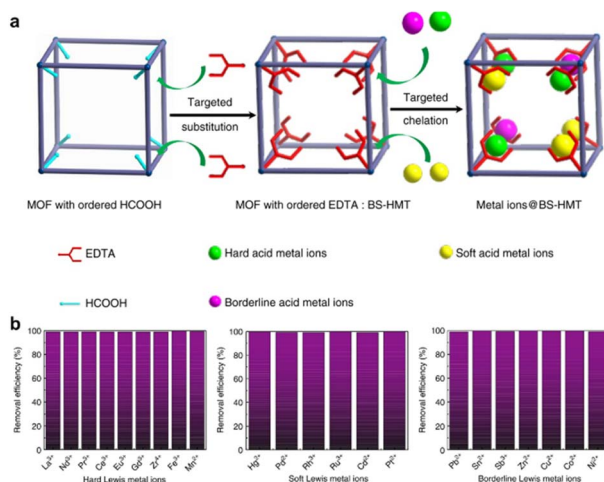 a
Targeted
substitution
Targeted
chelation
MOF with ordered HCOOH
MOF with ordered EDTA : BS-HMT
Metal ions@BS-HMT
EDTA
Hard acid metal ions
Soft acid metal ions
HCOOH
Borderline acid metal ions
b
Removal efficiency (%)
100
80
60
40
20
0
La³⁺ Nd³⁺ Pr³⁺ Ce³⁺ Eu³⁺ Gd³⁺ Zr⁴⁺ Fe³⁺ Mn²⁺
Hard Lewis metal ions
Removal efficiency (%)
100
80
60
40
20
0
Hg²⁺ Pd²⁺ Rh³⁺ Ru³⁺ Cd²⁺
Soft Lewis metal ions
Removal efficiency (%)
100
80
60
40
20
0
Pb²⁺ Sn²⁺ Sb³⁺ Zn²⁺ Cu²⁺ Co²⁺ Ni²⁺
Borderline Lewis metal ions